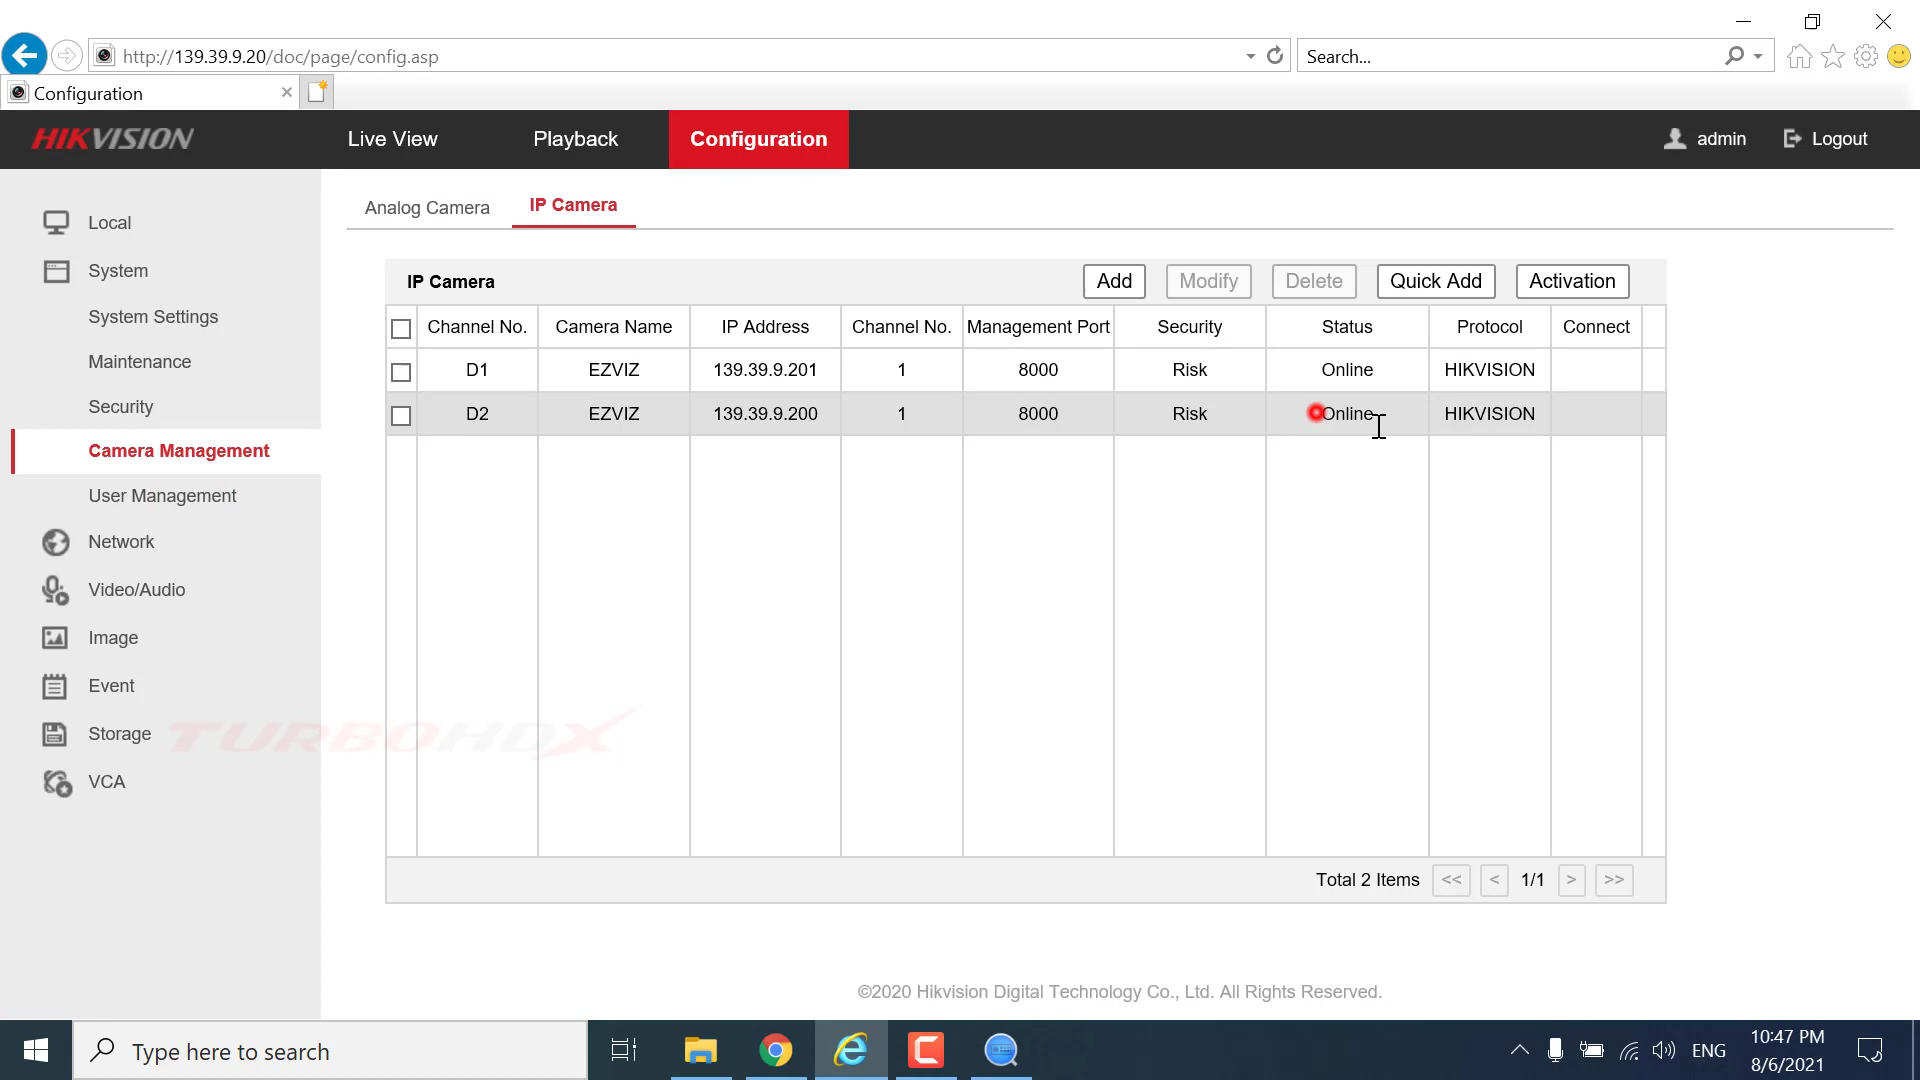 http://139.39.9.20/doc/page/config.asp
Search...
Configuration
HIKVISION
Live View
Playback
Configuration
admin
Logout
Local
System
System Settings
Maintenance
Security
Camera Management
User Management
Network
Video/Audio
Image
Event
Storage
VCA
Analog Camera
IP Camera
IP Camera
Add
Modify
Delete
Quick Add
Activation
Channel No. Camera Name IP Address Channel No. Management Port Security Status Protocol Connect
D1 EZVIZ 139.39.9.201 1 8000 Risk Online HIKVISION
D2 EZVIZ 139.39.9.200 1 8000 Risk Online HIKVISION
TURBOHDX
Total 2 Items << < 1/1 > >>
©2020 Hikvision Digital Technology Co., Ltd. All Rights Reserved.
Type here to search
ENG
10:47 PM
8/6/2021